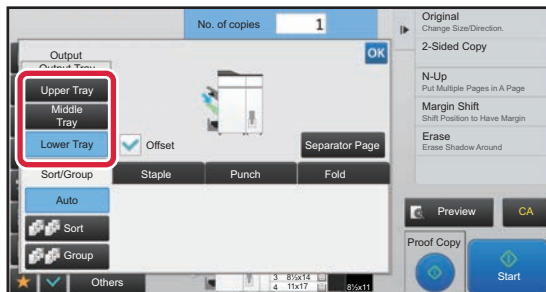 No. of copies
1
Original
Change Size/Direction.
2-Sided Copy
N-Up
Put Multiple Pages in A Page
Margin Shift
Shift Position to Have Margin
Erase
Erase Shadow Around
Output
OK
Output Tray
Upper Tray
Middle
Tray
Lower Tray
Offset
Separator Page
Sort/Group
Staple
Punch
Fold
Auto
Sort
Group
Preview
CA
Proof Copy
Start
Others
3 8½x14
4 11x17
8½x11